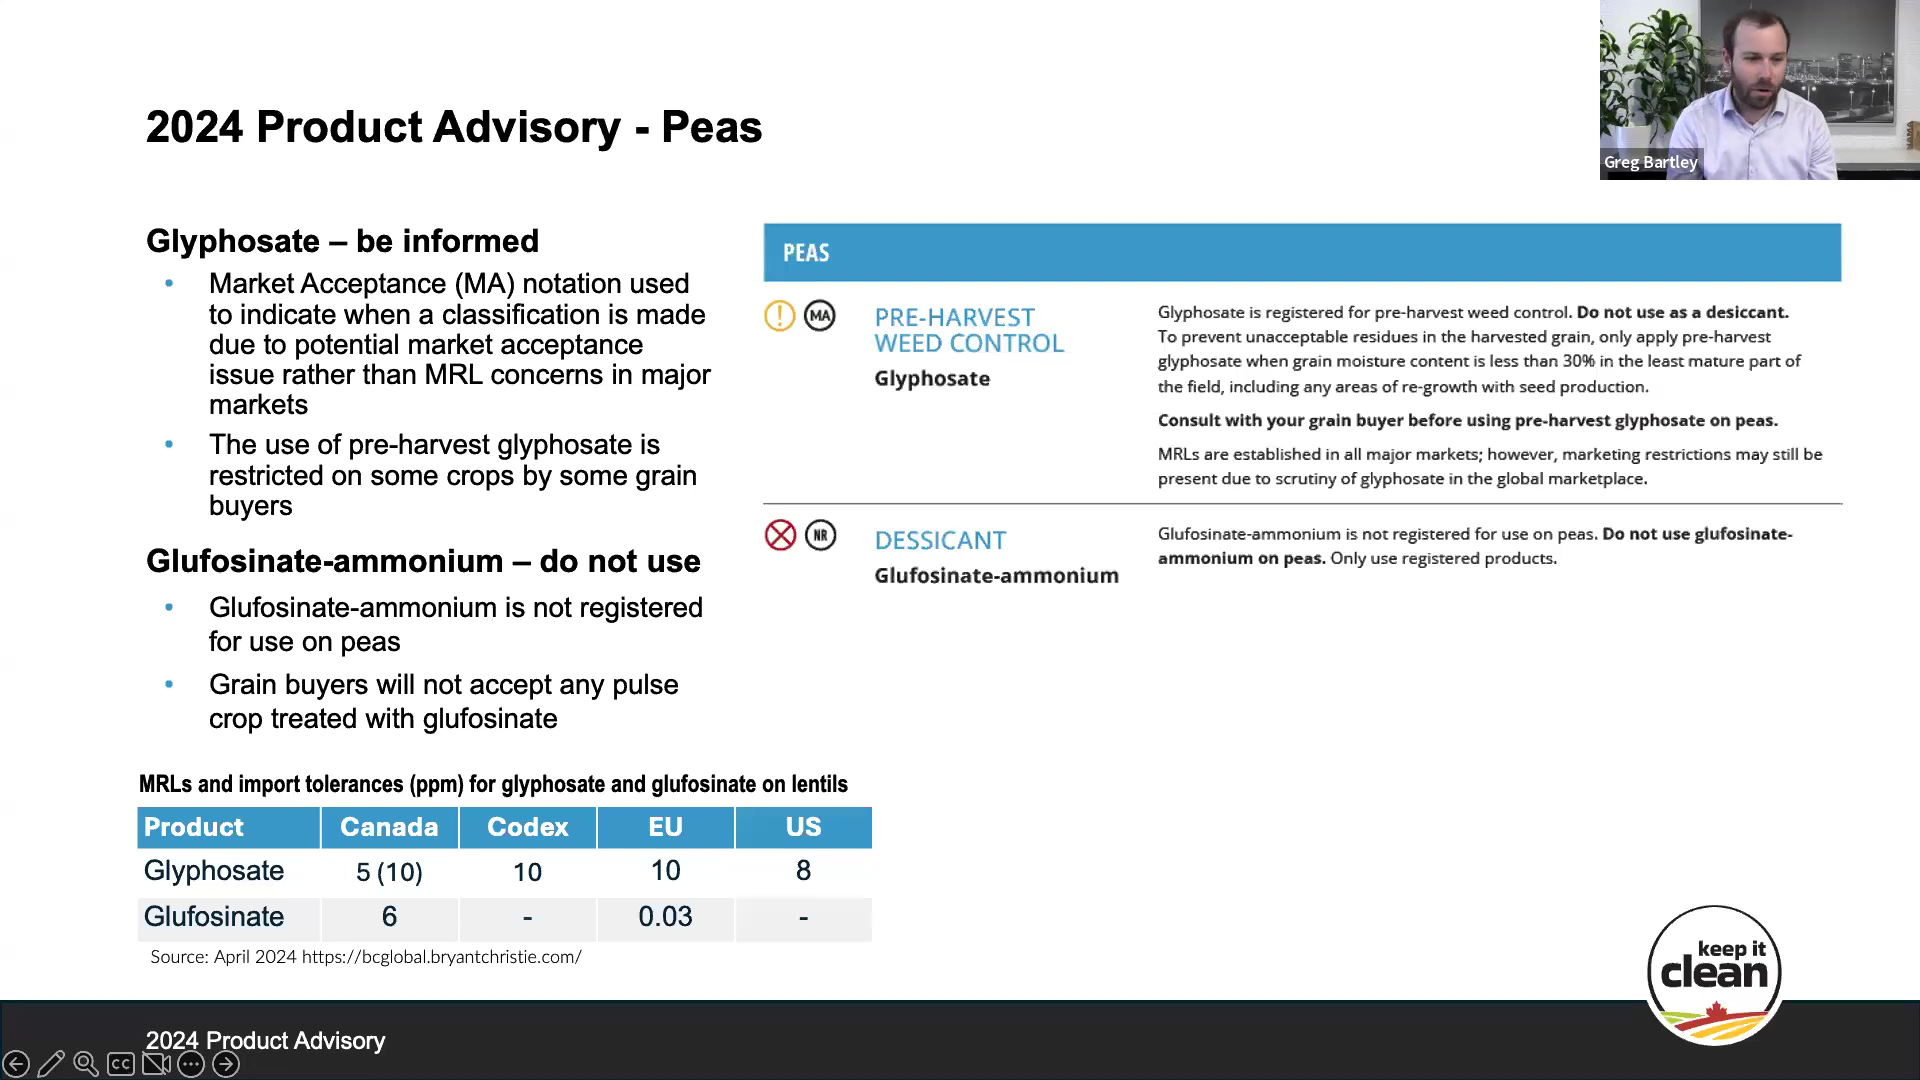 2024 Product Advisory - Peas
Greg Bartley
Glyphosate – be informed
• Market Acceptance (MA) notation used
to indicate when a classification is made
due to potential market acceptance
issue rather than MRL concerns in major
markets
• The use of pre-harvest glyphosate is
restricted on some crops by some grain
buyers
Glufosinate-ammonium – do not use
• Glufosinate-ammonium is not registered
for use on peas
• Grain buyers will not accept any pulse
crop treated with glufosinate
PEAS
! MA
PRE-HARVEST
WEED CONTROL
Glyphosate
Glyphosate is registered for pre-harvest weed control. Do not use as a desiccant.
To prevent unacceptable residues in the harvested grain, only apply pre-harvest
glyphosate when grain moisture content is less than 30% in the least mature part of
the field, including any areas of re-growth with seed production.
Consult with your grain buyer before using pre-harvest glyphosate on peas.
MRLs are established in all major markets; however, marketing restrictions may still be
present due to scrutiny of glyphosate in the global marketplace.
NR
DESSICANT
Glufosinate-ammonium
Glufosinate-ammonium is not registered for use on peas. Do not use glufosinate-
ammonium on peas. Only use registered products.
MRLs and import tolerances (ppm) for glyphosate and glufosinate on lentils
Product Canada Codex EU US
Glyphosate 5 (10) 10 10 8
Glufosinate 6 - 0.03 -
Source: April 2024 https://bcglobal.bryantchristie.com/
keep it
clean
2024 Product Advisory
CC